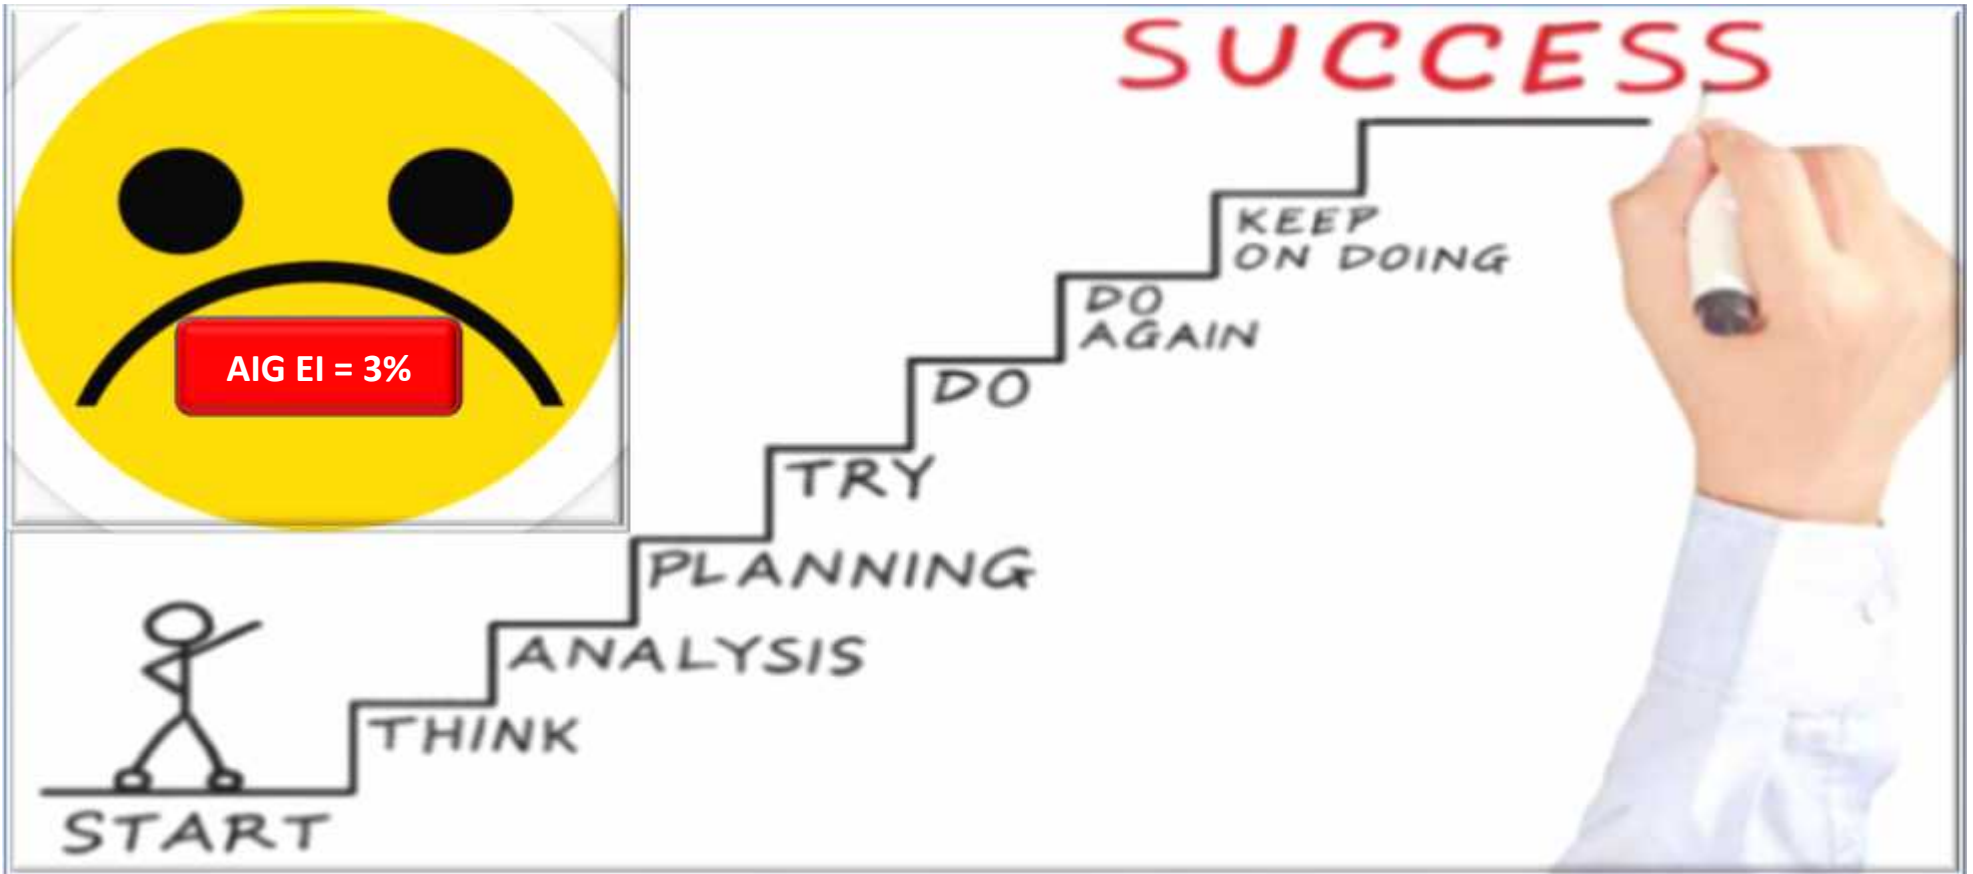 SUCCESS
KEEP
ON DOING
DO
AGAIN
DO
AIG EI = 3%
TRY
PLANNING
ANALYSIS
THINK
START